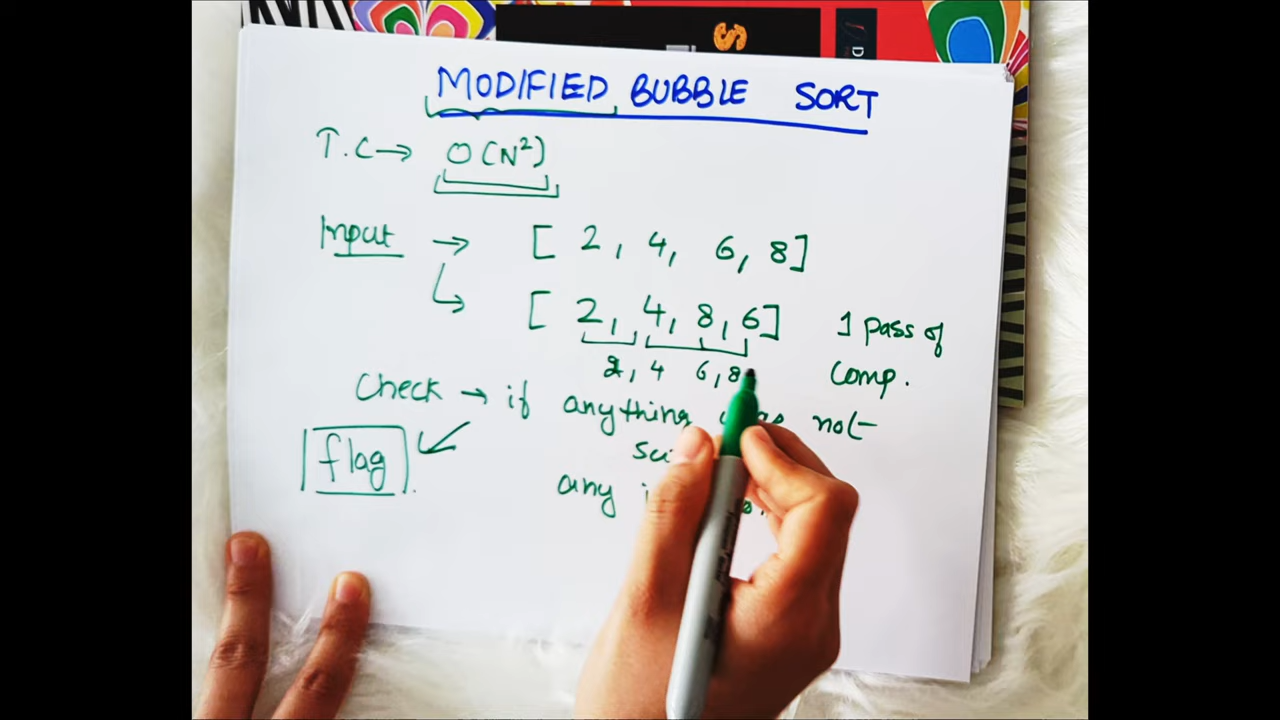 MODIFIED BUBBLE SORT
T.C → O(N²)
Input → [ 2, 4, 6, 8]
↳ [ 2, 4, 8, 6] 1 pass of
2, 4 6, 8 comp.
Check → if anything not
flag
any